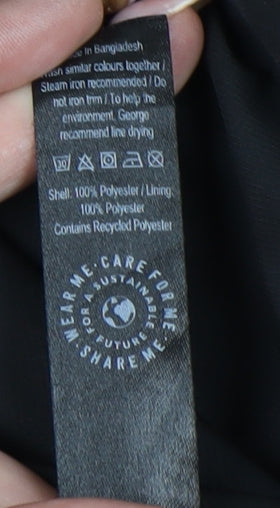 in Bangladesh
Wash similar colours together /
Steam iron recommended / Do
not iron trim / To help the
environment, George
recommend line drying
30
Shell: 100% Polyester / Lining:
100% Polyester
Contains Recycled Polyester
WEAR ME · CARE FOR ME · SHARE ME ·
FOR A SUSTAINABLE FUTURE